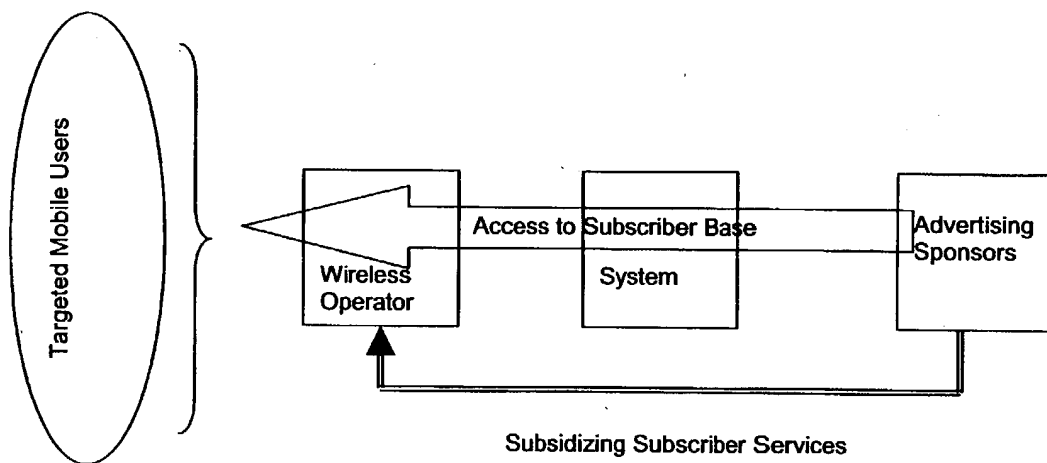 Targeted Mobile Users
Access to Subscriber Base
Advertising
Sponsors
Wireless
Operator
System
Subsidizing Subscriber Services